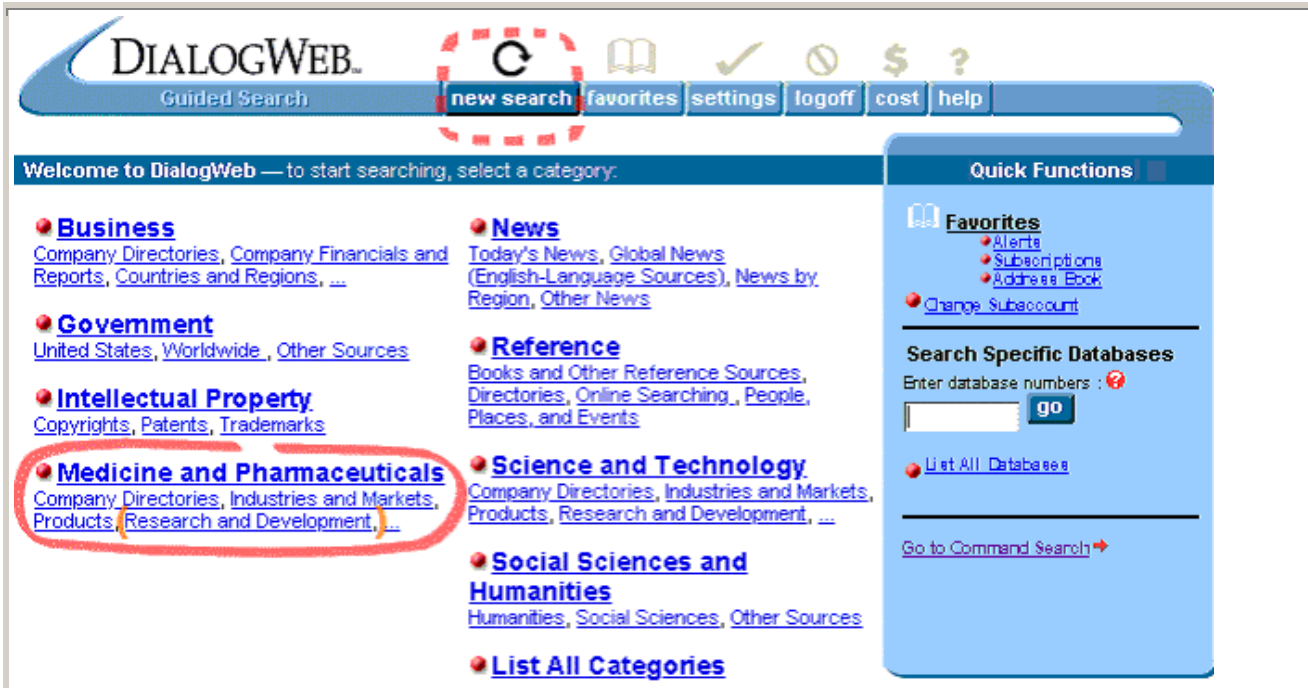 DIALOGWEB™
Guided Search
new search favorites settings logoff cost help
Welcome to DialogWeb — to start searching, select a category:
Business
Company Directories, Company Financials and
Reports, Countries and Regions, ...
Government
United States, Worldwide , Other Sources
Intellectual Property
Copyrights, Patents, Trademarks
Medicine and Pharmaceuticals
Company Directories, Industries and Markets,
Products, Research and Development, ...
News
Today's News, Global News
(English-Language Sources), News by
Region, Other News
Reference
Books and Other Reference Sources,
Directories, Online Searching , People,
Places, and Events
Science and Technology
Company Directories, Industries and Markets,
Products, Research and Development, ...
Social Sciences and
Humanities
Humanities, Social Sciences, Other Sources
List All Categories
Quick Functions
Favorites
Alerts
Subscriptions
Address Book
Change Subaccount
Search Specific Databases
Enter database numbers :
go
List All Databases
Go to Command Search